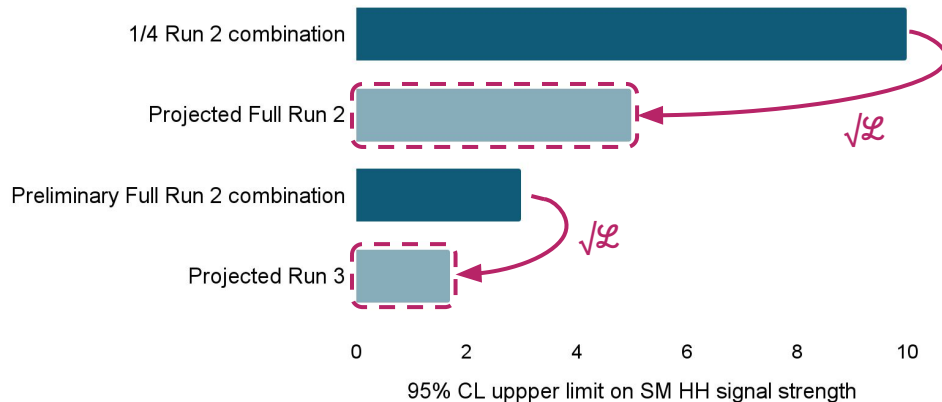 1/4 Run 2 combination
Projected Full Run 2
√ℒ
Preliminary Full Run 2 combination
√ℒ
Projected Run 3
0 2 4 6 8 10
95% CL uppper limit on SM HH signal strength